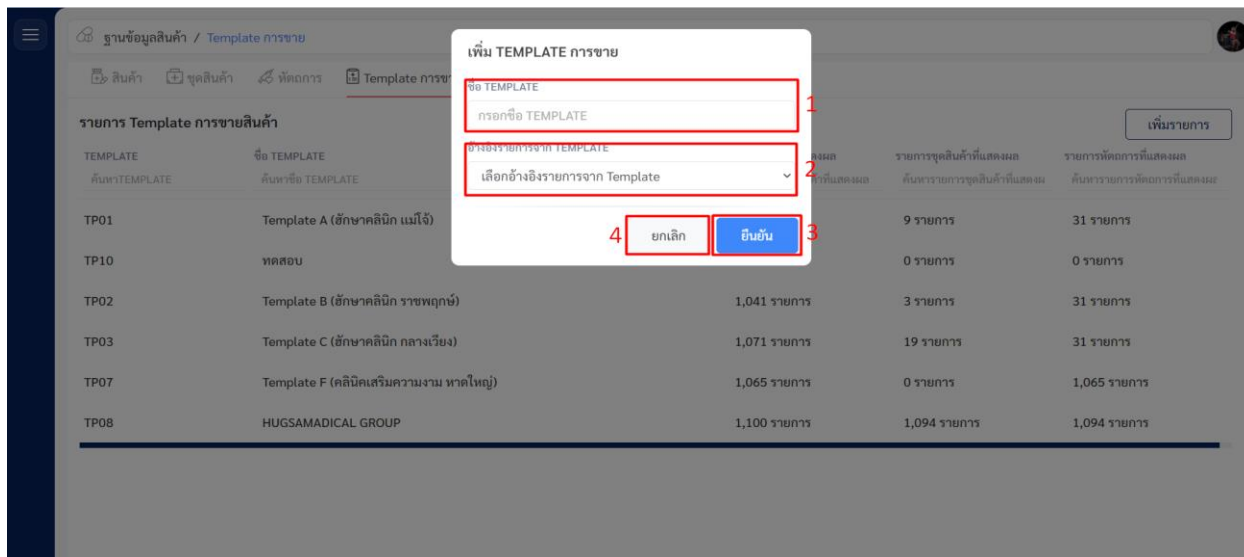 ฐานข้อมูลสินค้า / Template การขาย
สินค้า ชุดสินค้า หัตถการ Template การขา
เพิ่ม TEMPLATE การขาย
ชื่อ TEMPLATE
กรอกชื่อ TEMPLATE
1
อ้างอิงรายการจาก TEMPLATE
เลือกอ้างอิงรายการจาก Template
2
4 ยกเลิก ยืนยัน 3
รายการ Template การขายสินค้า เพิ่มรายการ
TEMPLATE ชื่อ TEMPLATE รายการชุดสินค้าที่แสดงผล รายการหัตถการที่แสดงผล
ค้นหาTEMPLATE ค้นหาชื่อ TEMPLATE ค้าที่แสดงผล ค้นหารายการชุดสินค้าที่แสดงผ ค้นหารายการหัตถการที่แสดงผ
TP01 Template A (ฮักษาคลินิก แม่โจ้) 9 รายการ 31 รายการ
TP10 ทดสอบ 0 รายการ 0 รายการ
TP02 Template B (ฮักษาคลินิก ราชพฤกษ์) 1,041 รายการ 3 รายการ 31 รายการ
TP03 Template C (ฮักษาคลินิก กลางเวียง) 1,071 รายการ 19 รายการ 31 รายการ
TP07 Template F (คลินิคเสริมความงาม หาดใหญ่) 1,065 รายการ 0 รายการ 1,065 รายการ
TP08 HUGSAMADICAL GROUP 1,100 รายการ 1,094 รายการ 1,094 รายการ